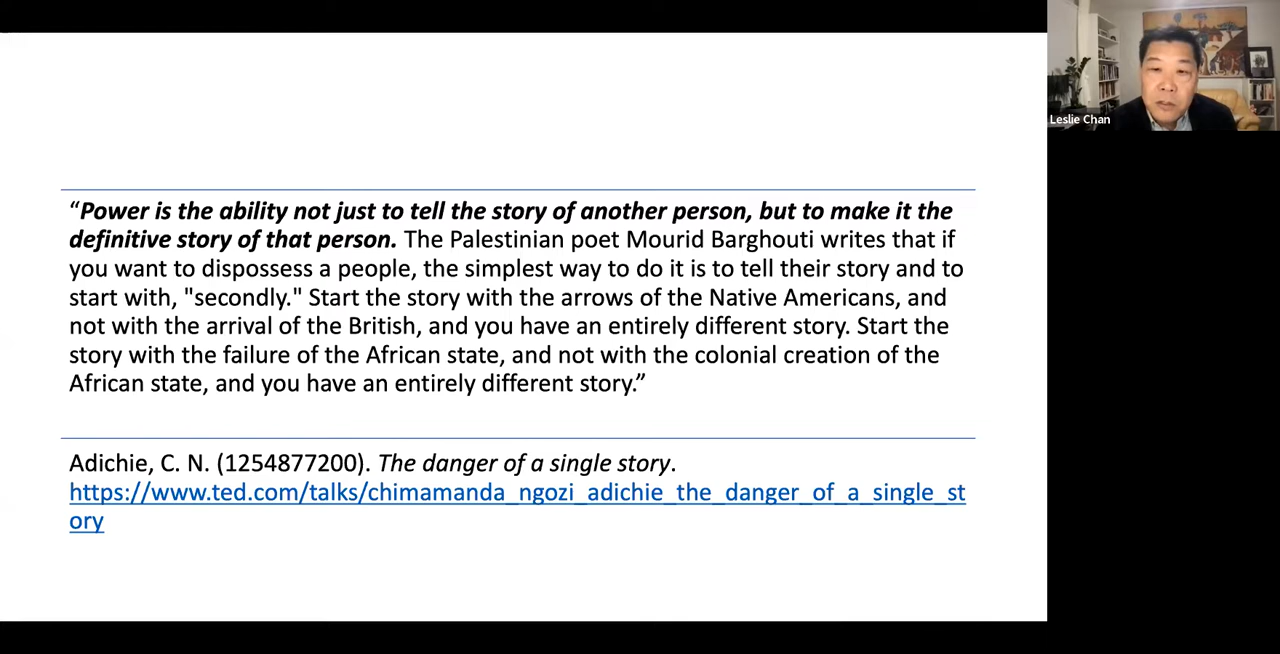 “Power is the ability not just to tell the story of another person, but to make it the
definitive story of that person. The Palestinian poet Mourid Barghouti writes that if
you want to dispossess a people, the simplest way to do it is to tell their story and to
start with, "secondly." Start the story with the arrows of the Native Americans, and
not with the arrival of the British, and you have an entirely different story. Start the
story with the failure of the African state, and not with the colonial creation of the
African state, and you have an entirely different story.”
Adichie, C. N. (1254877200). The danger of a single story.
https://www.ted.com/talks/chimamanda_ngozi_adichie_the_danger_of_a_single_st
ory
Leslie Chan